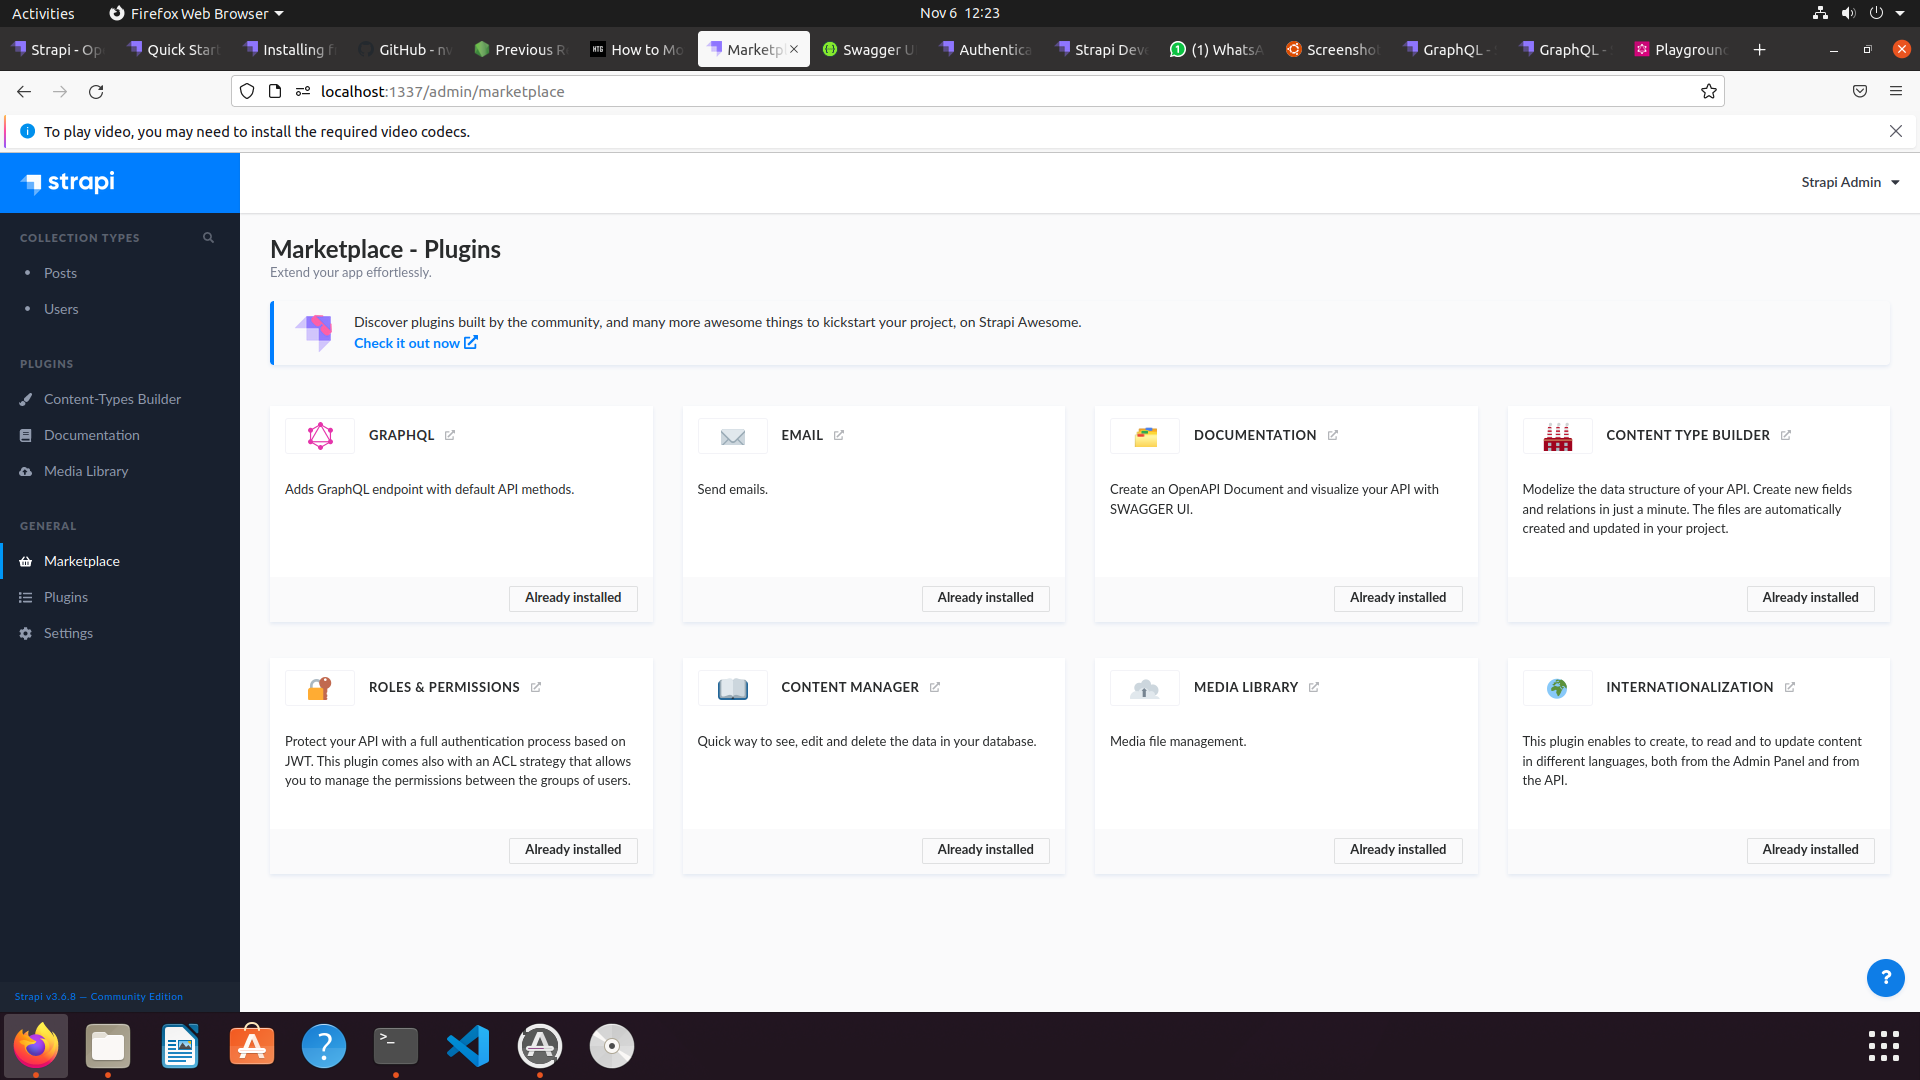 Activities
Firefox Web Browser
Nov 6 12:23
Strapi - Op
Quick Start
Installing f
GitHub - nv
Previous R
How to Mo
Marketp
Swagger U
Authentica
Strapi Deve
(1) WhatsA
Screenshot
GraphQL -
GraphQL -
Playground
localhost:1337/admin/marketplace
To play video, you may need to install the required video codecs.
strapi
Strapi Admin
COLLECTION TYPES
Posts
Users
PLUGINS
Content-Types Builder
Documentation
Media Library
GENERAL
Marketplace
Plugins
Settings
Strapi v3.6.8 — Community Edition
Marketplace - Plugins
Extend your app effortlessly.
Discover plugins built by the community, and many more awesome things to kickstart your project, on Strapi Awesome.
Check it out now
GRAPHQL
Adds GraphQL endpoint with default API methods.
Already installed
EMAIL
Send emails.
Already installed
DOCUMENTATION
Create an OpenAPI Document and visualize your API with
SWAGGER UI.
Already installed
CONTENT TYPE BUILDER
Modelize the data structure of your API. Create new fields
and relations in just a minute. The files are automatically
created and updated in your project.
Already installed
ROLES & PERMISSIONS
Protect your API with a full authentication process based on
JWT. This plugin comes also with an ACL strategy that allows
you to manage the permissions between the groups of users.
Already installed
CONTENT MANAGER
Quick way to see, edit and delete the data in your database.
Already installed
MEDIA LIBRARY
Media file management.
Already installed
INTERNATIONALIZATION
This plugin enables to create, to read and to update content
in different languages, both from the Admin Panel and from
the API.
Already installed
?